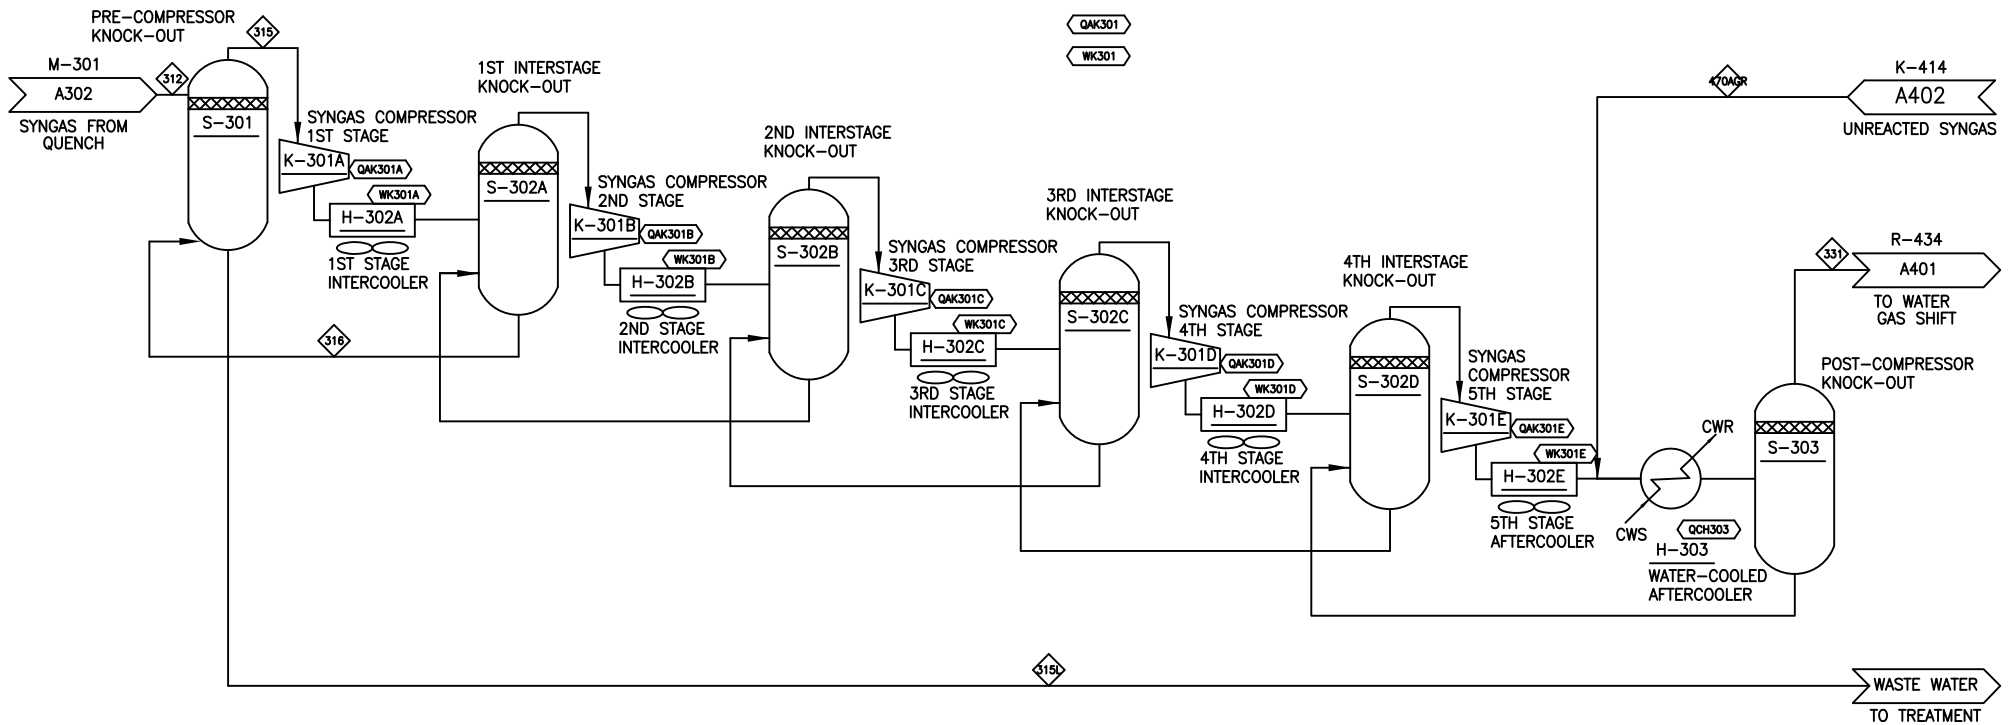 PRE-COMPRESSOR
KNOCK-OUT
315
M-301
312
A302
SYNGAS FROM
QUENCH
S-301
SYNGAS COMPRESSOR
1ST STAGE
K-301A
QAK301A
WK301A
H-302A
1ST STAGE
INTERCOOLER
316
1ST INTERSTAGE
KNOCK-OUT
S-302A
SYNGAS COMPRESSOR
2ND STAGE
K-301B
QAK301B
WK301B
H-302B
2ND STAGE
INTERCOOLER
2ND INTERSTAGE
KNOCK-OUT
S-302B
SYNGAS COMPRESSOR
3RD STAGE
K-301C
QAK301C
WK301C
H-302C
3RD STAGE
INTERCOOLER
QAK301
WK301
3RD INTERSTAGE
KNOCK-OUT
S-302C
SYNGAS COMPRESSOR
4TH STAGE
K-301D
QAK301D
WK301D
H-302D
4TH STAGE
INTERCOOLER
4TH INTERSTAGE
KNOCK-OUT
S-302D
SYNGAS
COMPRESSOR
5TH STAGE
K-301E
QAK301E
WK301E
H-302E
5TH STAGE
AFTERCOOLER
470AGR
K-414
A402
UNREACTED SYNGAS
CWR
CWS
QCH303
H-303
WATER-COOLED
AFTERCOOLER
R-434
331
A401
TO WATER
GAS SHIFT
POST-COMPRESSOR
KNOCK-OUT
S-303
315L
WASTE WATER
TO TREATMENT